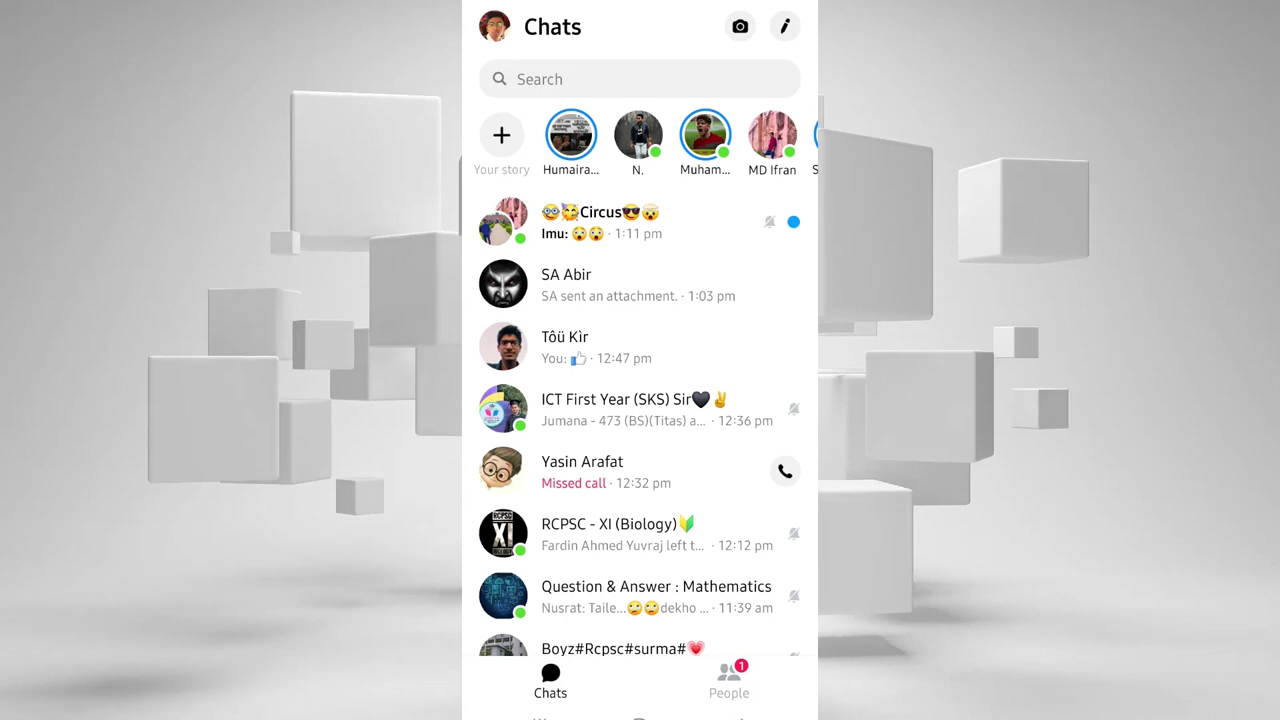 Chats
Search
Your story
Humaira...
N.
Muham...
MD Ifran
S
🤓🥳Circus😎🤯
Imu: 😲😲 · 1:11 pm
SA Abir
SA sent an attachment. · 1:03 pm
Tôü Kìr
You: 👍 · 12:47 pm
ICT First Year (SKS) Sir🖤✌
Jumana - 473 (BS)(Titas) a... · 12:36 pm
Yasin Arafat
Missed call · 12:32 pm
XI
RCPSC - XI (Biology)🔰
Fardin Ahmed Yuvraj left t... · 12:12 pm
Question & Answer : Mathematics
Nusrat: Taile...🙄🙄dekho ... · 11:39 am
Boyz#Rcpsc#surma#💗
1
Chats
People